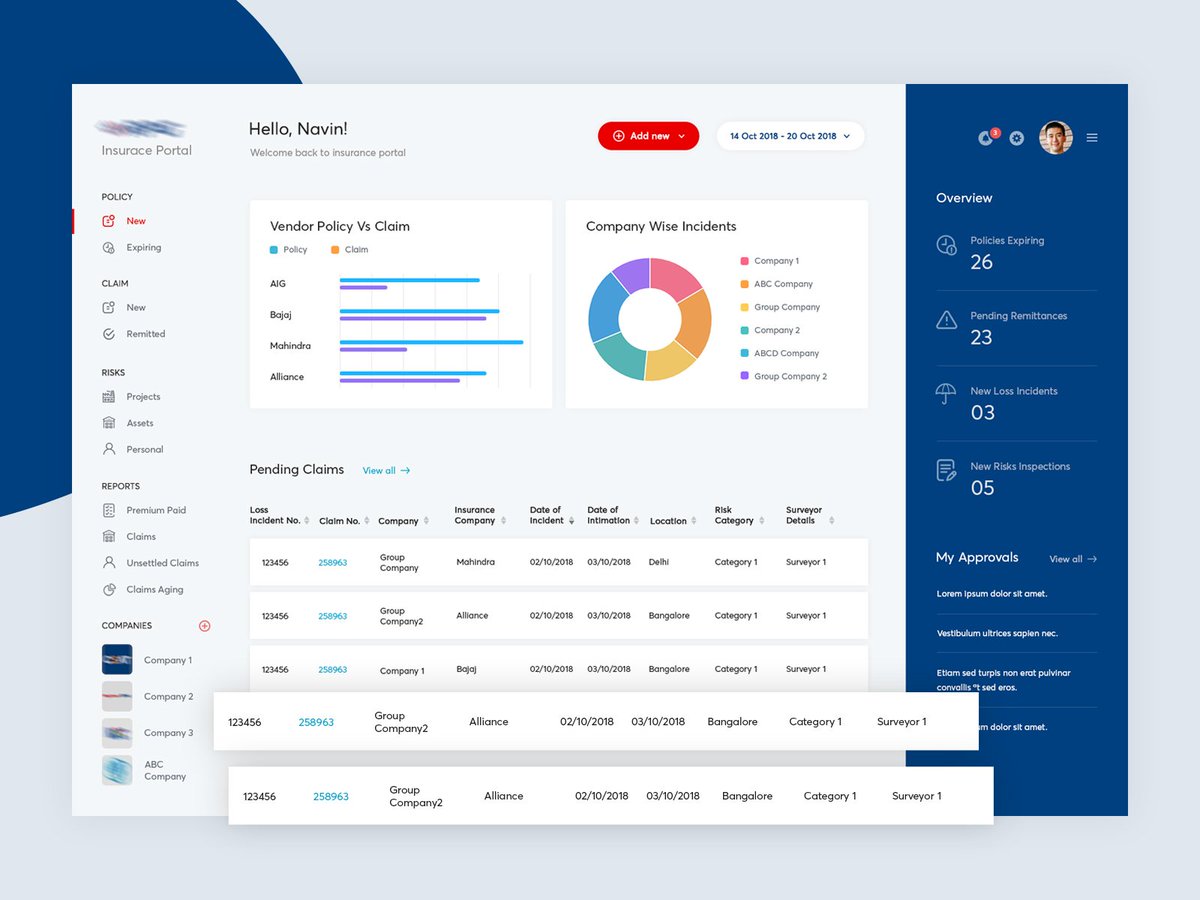 Insurace Portal
POLICY
New
Expiring
CLAIM
New
Remitted
RISKS
Projects
Assets
Personal
REPORTS
Premium Paid
Claims
Unsettled Claims
Claims Aging
COMPANIES
Company 1
Company 2
Company 3
ABC
Company
Hello, Navin!
Welcome back to insurance portal
Add new
14 Oct 2018 - 20 Oct 2018
Vendor Policy Vs Claim
Policy Claim
AIG
Bajaj
Mahindra
Alliance
Company Wise Incidents
Company 1
ABC Company
Group Company
Company 2
ABCD Company
Group Company 2
Pending Claims View all
Loss
Incident No.
Claim No.
Company
Insurance
Company
Date of
Incident
Date of
Intimation
Location
Risk
Category
Surveyor
Details
123456 258963 Group
Company Mahindra 02/10/2018 03/10/2018 Delhi Category 1 Surveyor 1
123456 258963 Group
Company2 Alliance 02/10/2018 03/10/2018 Bangalore Category 1 Surveyor 1
123456 258963 Company 1 Bajaj 02/10/2018 03/10/2018 Bangalore Category 1 Surveyor 1
123456 258963 Group
Company2 Alliance 02/10/2018 03/10/2018 Bangalore Category 1 Surveyor 1
123456 258963 Group
Company2 Alliance 02/10/2018 03/10/2018 Bangalore Category 1 Surveyor 1
3
Overview
Policies Expiring
26
Pending Remittances
23
New Loss Incidents
03
New Risks Inspections
05
My Approvals View all
Lorem Ipsum dolor sit amet.
Vestibulum ultrices sapien nec.
Etiam sed turpis non erat pulvinar
convallis sed eros.
dolor sit amet.